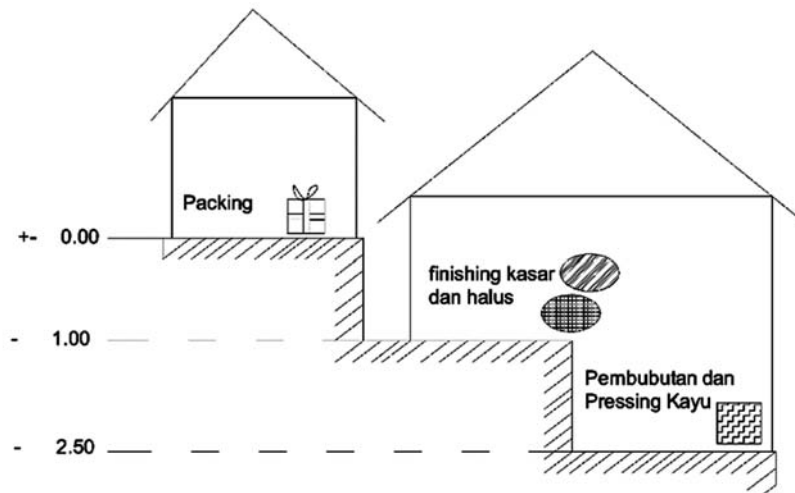 Packing
+- 0.00
finishing kasar
dan halus
- 1.00
Pembubutan dan
Pressing Kayu
- 2.50